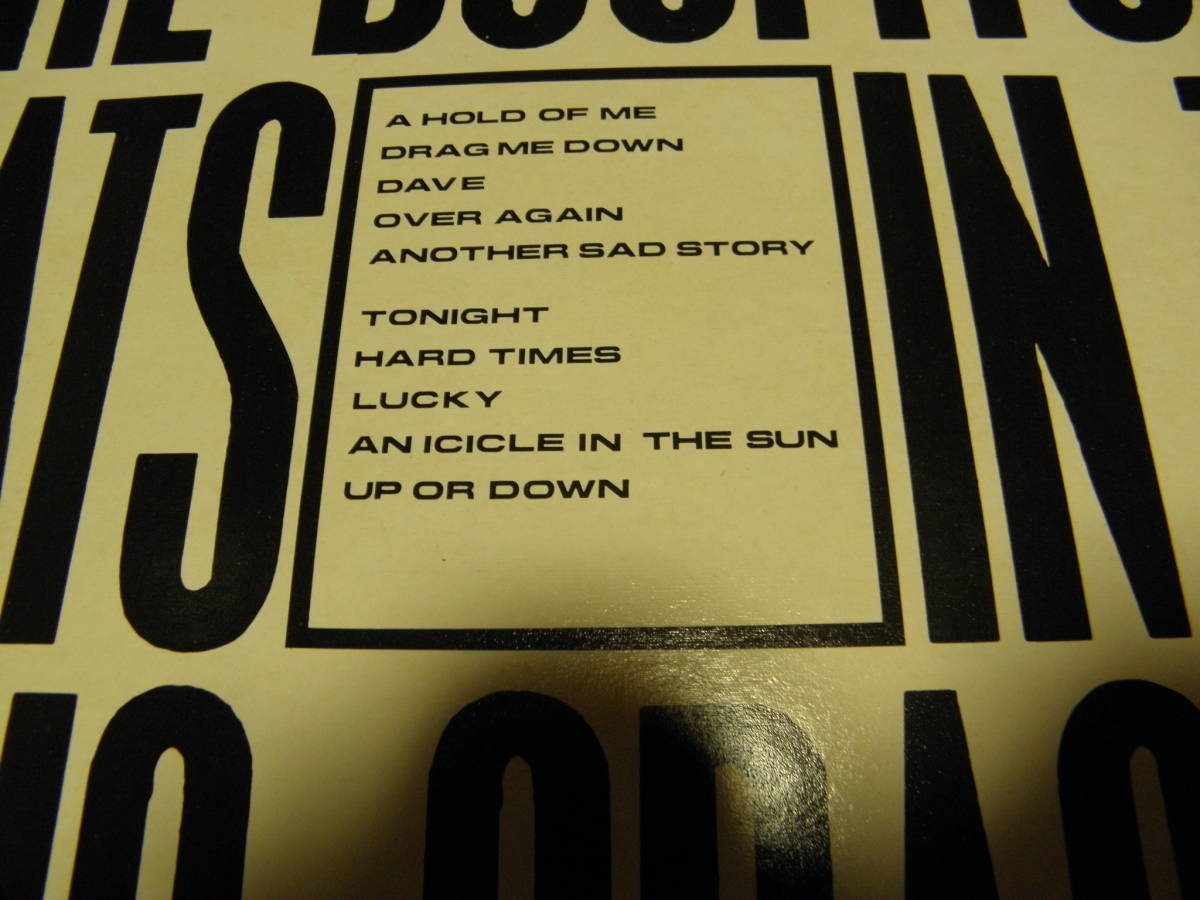 A HOLD OF ME
DRAG ME DOWN
DAVE
OVER AGAIN
ANOTHER SAD STORY
TONIGHT
HARD TIMES
LUCKY
AN ICICLE IN THE SUN
UP OR DOWN
IN